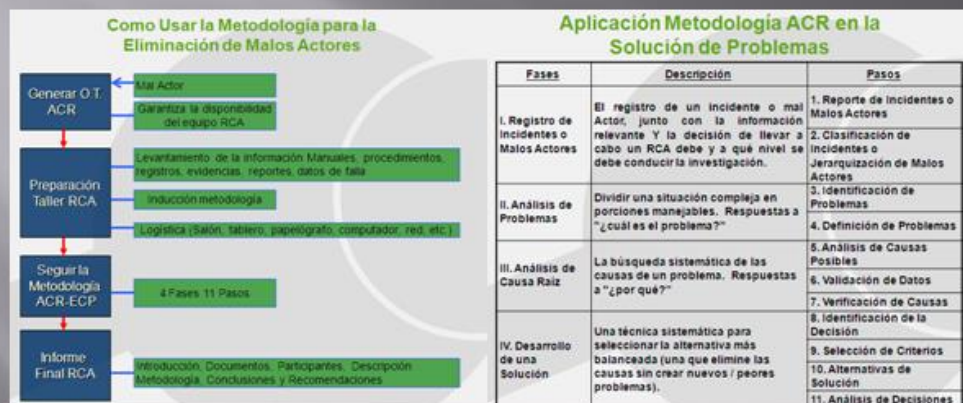 Como Usar la Metodología para la
Eliminación de Malos Actores
Generar O.T.
ACR
Mal Actor
Garantiza la disponibilidad
del equipo RCA
Preparación
Taller RCA
Levantamiento de la información Manuales, procedimientos,
registros, evidencias, reportes, datos de falla
Inducción metodología
Logística (Salón, tablero, papelógrafo, computador, red, etc.)
Seguir la
Metodología
ACR-ECP
4 Fases 11 Pasos
Informe
Final RCA
Introducción, Documentos, Participantes, Descripción
Metodología, Conclusiones y Recomendaciones
Aplicación Metodología ACR en la
Solución de Problemas
Fases
Descripción
Pasos
I. Registro de
Incidentes o
Malos Actores
El registro de un incidente o mal
Actor, junto con la información
relevante Y la decisión de llevar a
cabo un RCA debe y a qué nivel se
debe conducir la investigación.
1. Reporte de Incidentes o
Malos Actores
2. Clasificación de
Incidentes o
Jerarquización de Malos
Actores
II. Análisis de
Problemas
Dividir una situación compleja en
porciones manejables. Respuestas a
"¿cuál es el problema?"
3. Identificación de
Problemas
4. Definición de Problemas
III. Análisis de
Causa Raíz
La búsqueda sistemática de las
causas de un problema. Respuestas
a "¿por qué?"
5. Análisis de Causas
Posibles
6. Validación de Datos
7. Verificación de Causas
IV. Desarrollo
de una
Solución
Una técnica sistemática para
seleccionar la alternativa más
balanceada (una que elimine las
causas sin crear nuevos / peores
problemas).
8. Identificación de la
Decisión
9. Selección de Criterios
10. Alternativas de
Solución
11. Análisis de Decisiones